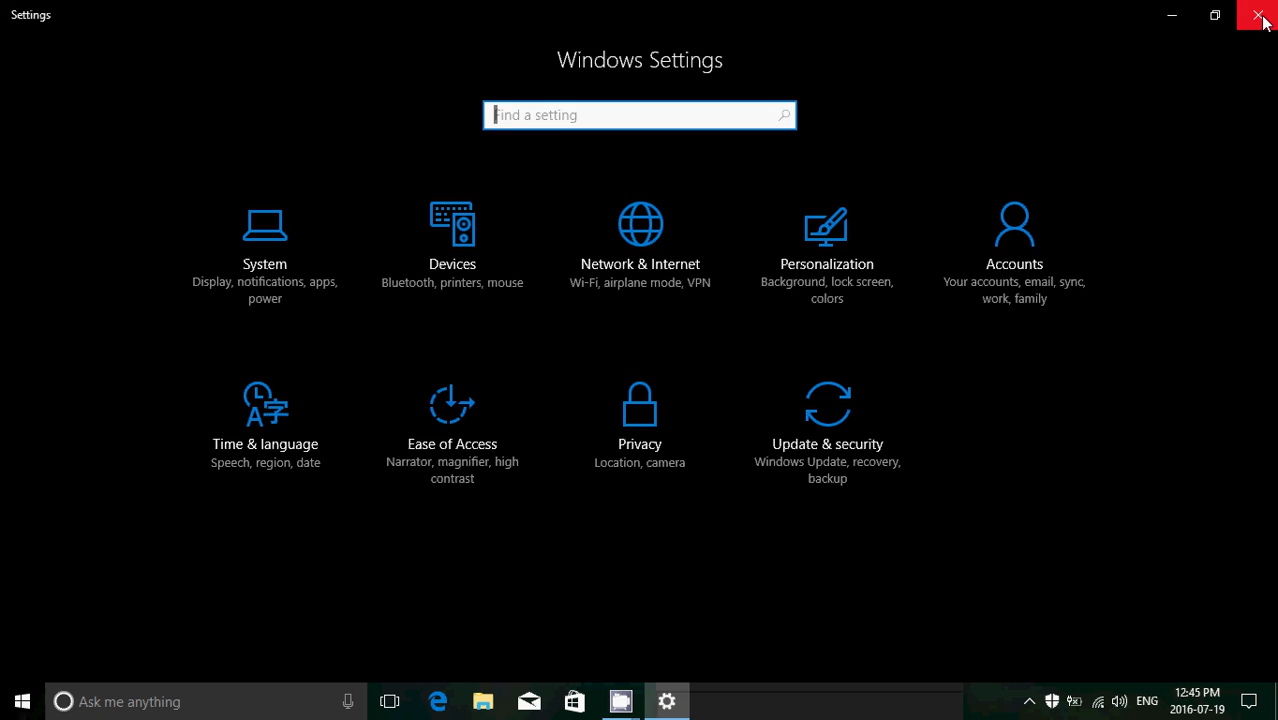 Settings
Windows Settings
Find a setting
System
Display, notifications, apps,
power
Devices
Bluetooth, printers, mouse
Network & Internet
Wi-Fi, airplane mode, VPN
Personalization
Background, lock screen,
colors
Accounts
Your accounts, email, sync,
work, family
Time & language
Speech, region, date
Ease of Access
Narrator, magnifier, high
contrast
Privacy
Location, camera
Update & security
Windows Update, recovery,
backup
Ask me anything
ENG
12:45 PM
2016-07-19